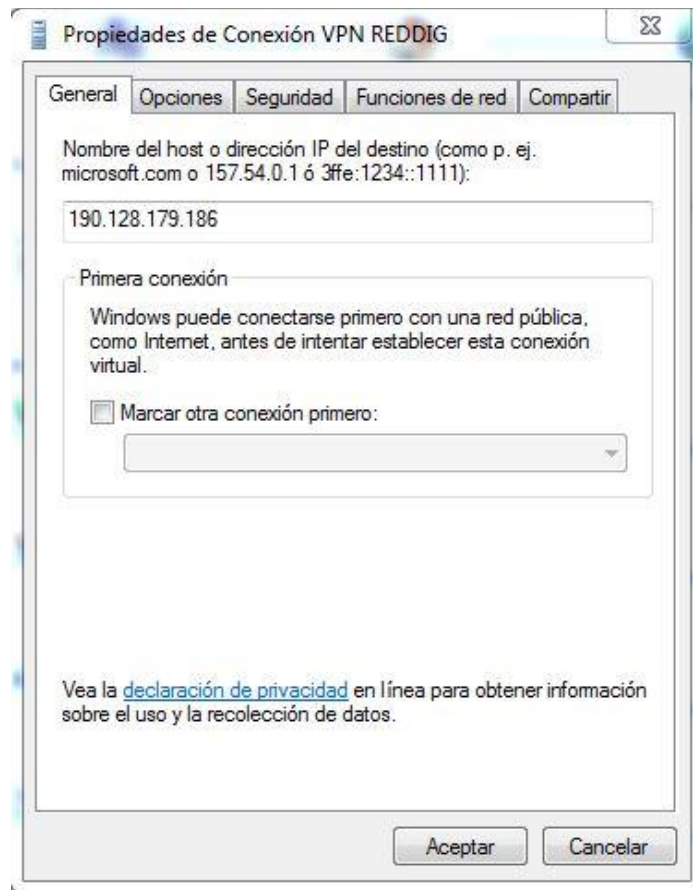 Propiedades de Conexión VPN REDDIG
General Opciones Seguridad Funciones de red Compartir
Nombre del host o dirección IP del destino (como p. ej.
microsoft.com o 157.54.0.1 ó 3ffe:1234::1111):
190.128.179.186
Primera conexión
Windows puede conectarse primero con una red pública,
como Internet, antes de intentar establecer esta conexión
virtual.
Marcar otra conexión primero:
Vea la declaración de privacidad en línea para obtener información
sobre el uso y la recolección de datos.
Aceptar Cancelar